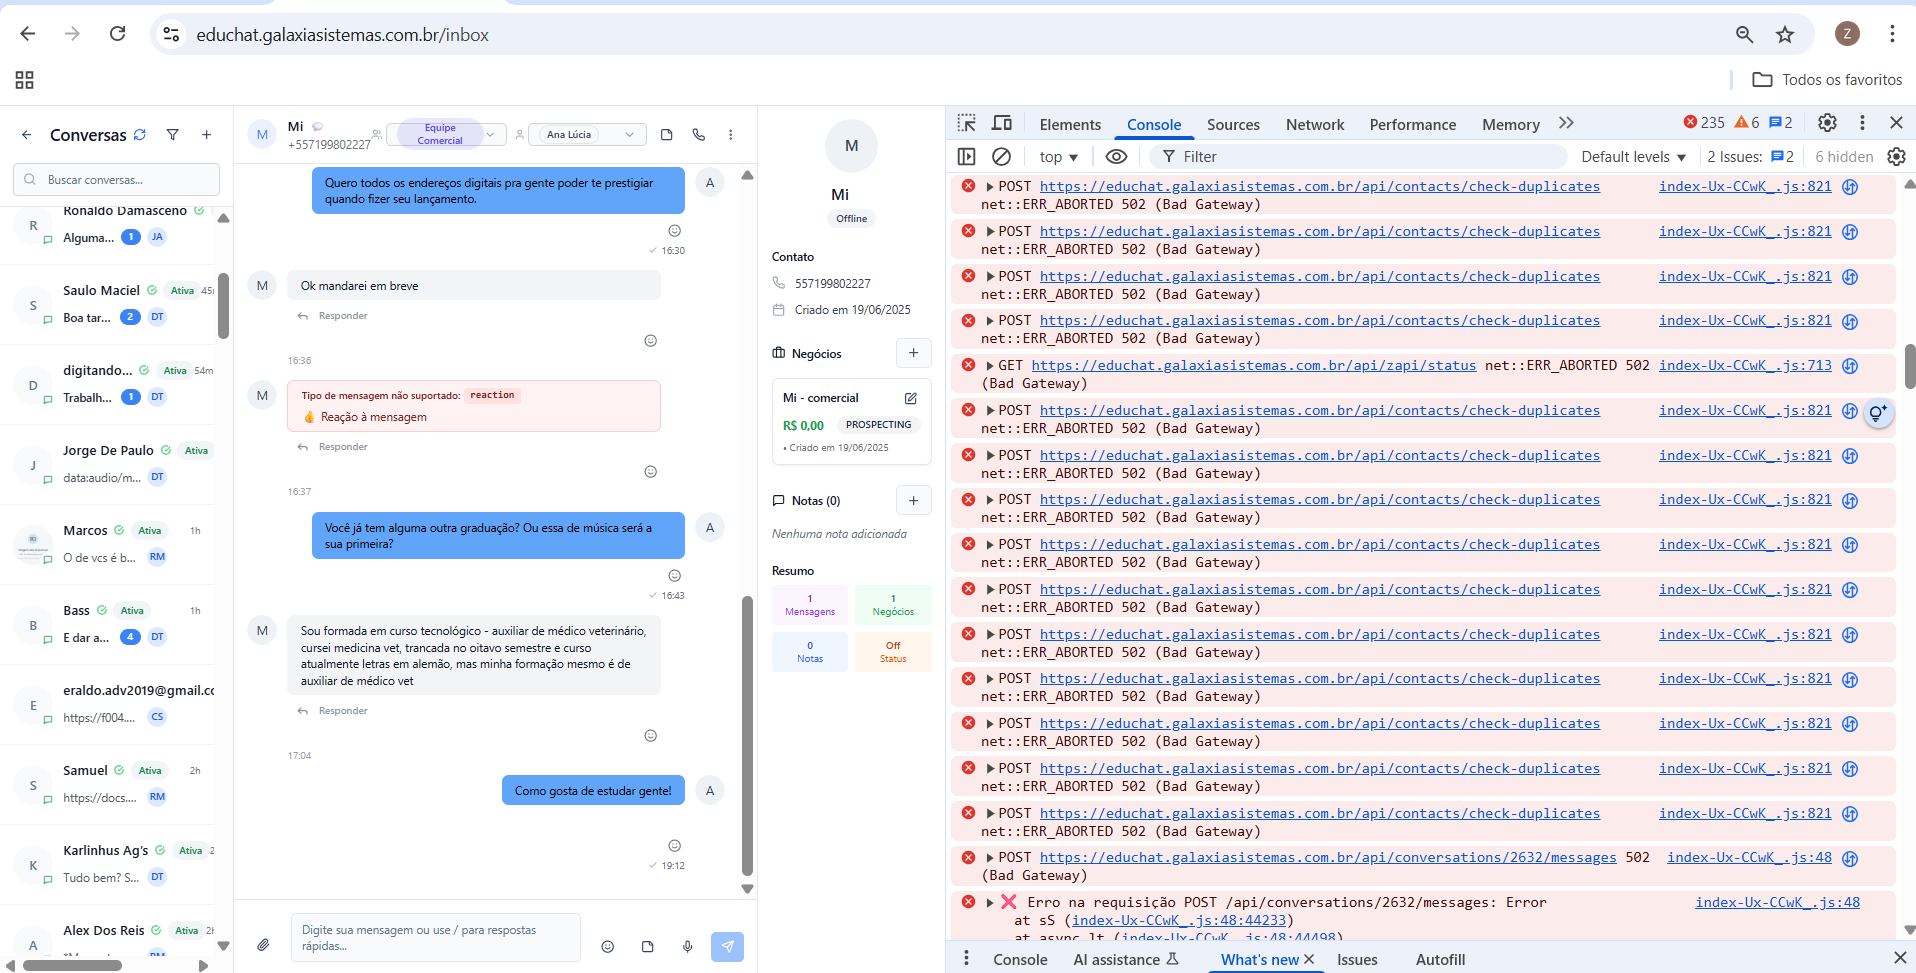 educhat.galaxiasistemas.com.br/inbox
Z
Todos os favoritos
Conversas
Buscar conversas...
R
Ronaldo Damasceno
Alguma... 1 JA
S
Saulo Maciel Ativa
Boa tar... 2 DT
D
digitando... Ativa 54m
Trabalh... 1 DT
J
Jorge De Paulo Ativa
data:audio/m... DT
Marcos Ativa 1h
O de vcs é b... RM
B
Bass Ativa 1h
E dar a... 4 DT
E
eraldo.adv2019@gmail.cc
https://f004.... CS
S
Samuel Ativa 2h
https://docs.... RM
K
Karlinhus Ag's Ativa 2
Tudo bem? S... DT
A
Alex Dos Reis Ativa 2h
M
Mi
+557199802227
Equipe
Comercial
Ana Lúcia
Quero todos os endereços digitais pra gente poder te prestigiar
quando fizer seu lançamento.
A
16:30
M
Ok mandarei em breve
Responder
16:36
M
Tipo de mensagem não suportado: reaction
👍 Reação à mensagem
Responder
16:37
Você já tem alguma outra graduação? Ou essa de música será a
sua primeira?
A
16:43
M
Sou formada em curso tecnológico - auxiliar de médico veterinário,
cursei medicina vet, trancada no oitavo semestre e curso
atualmente letras em alemão, mas minha formação mesmo é de
auxiliar de médico vet
Responder
17:04
Como gosta de estudar gente!
A
19:12
Digite sua mensagem ou use / para respostas
rápidas...
M
Mi
Offline
Contato
557199802227
Criado em 19/06/2025
Negócios +
Mi - comercial
R$ 0,00 PROSPECTING
• Criado em 19/06/2025
Notas (0) +
Nenhuma nota adicionada
Resumo
1
Mensagens
1
Negócios
0
Notas
Off
Status
Elements Console Sources Network Performance Memory 235 6 2
top Filter Default levels 2 Issues: 2 6 hidden
POST https://educhat.galaxiasistemas.com.br/api/contacts/check-duplicates index-Ux-CCwK_.js:821
net::ERR_ABORTED 502 (Bad Gateway)
POST https://educhat.galaxiasistemas.com.br/api/contacts/check-duplicates index-Ux-CCwK_.js:821
net::ERR_ABORTED 502 (Bad Gateway)
POST https://educhat.galaxiasistemas.com.br/api/contacts/check-duplicates index-Ux-CCwK_.js:821
net::ERR_ABORTED 502 (Bad Gateway)
POST https://educhat.galaxiasistemas.com.br/api/contacts/check-duplicates index-Ux-CCwK_.js:821
net::ERR_ABORTED 502 (Bad Gateway)
GET https://educhat.galaxiasistemas.com.br/api/zapi/status net::ERR_ABORTED 502 index-Ux-CCwK_.js:713
(Bad Gateway)
POST https://educhat.galaxiasistemas.com.br/api/contacts/check-duplicates index-Ux-CCwK_.js:821
net::ERR_ABORTED 502 (Bad Gateway)
POST https://educhat.galaxiasistemas.com.br/api/contacts/check-duplicates index-Ux-CCwK_.js:821
net::ERR_ABORTED 502 (Bad Gateway)
POST https://educhat.galaxiasistemas.com.br/api/contacts/check-duplicates index-Ux-CCwK_.js:821
net::ERR_ABORTED 502 (Bad Gateway)
POST https://educhat.galaxiasistemas.com.br/api/contacts/check-duplicates index-Ux-CCwK_.js:821
net::ERR_ABORTED 502 (Bad Gateway)
POST https://educhat.galaxiasistemas.com.br/api/contacts/check-duplicates index-Ux-CCwK_.js:821
net::ERR_ABORTED 502 (Bad Gateway)
POST https://educhat.galaxiasistemas.com.br/api/contacts/check-duplicates index-Ux-CCwK_.js:821
net::ERR_ABORTED 502 (Bad Gateway)
POST https://educhat.galaxiasistemas.com.br/api/contacts/check-duplicates index-Ux-CCwK_.js:821
net::ERR_ABORTED 502 (Bad Gateway)
POST https://educhat.galaxiasistemas.com.br/api/contacts/check-duplicates index-Ux-CCwK_.js:821
net::ERR_ABORTED 502 (Bad Gateway)
POST https://educhat.galaxiasistemas.com.br/api/contacts/check-duplicates index-Ux-CCwK_.js:821
net::ERR_ABORTED 502 (Bad Gateway)
POST https://educhat.galaxiasistemas.com.br/api/contacts/check-duplicates index-Ux-CCwK_.js:821
net::ERR_ABORTED 502 (Bad Gateway)
POST https://educhat.galaxiasistemas.com.br/api/conversations/2632/messages 502 index-Ux-CCwK_.js:48
(Bad Gateway)
❌ Erro na requisição POST /api/conversations/2632/messages: Error index-Ux-CCwK_.js:48
at sS (index-Ux-CCwK_.js:48:44233)
at async lt (index-Ux-CCwK_.js:48:44498)
Console AI assistance What's new Issues Autofill